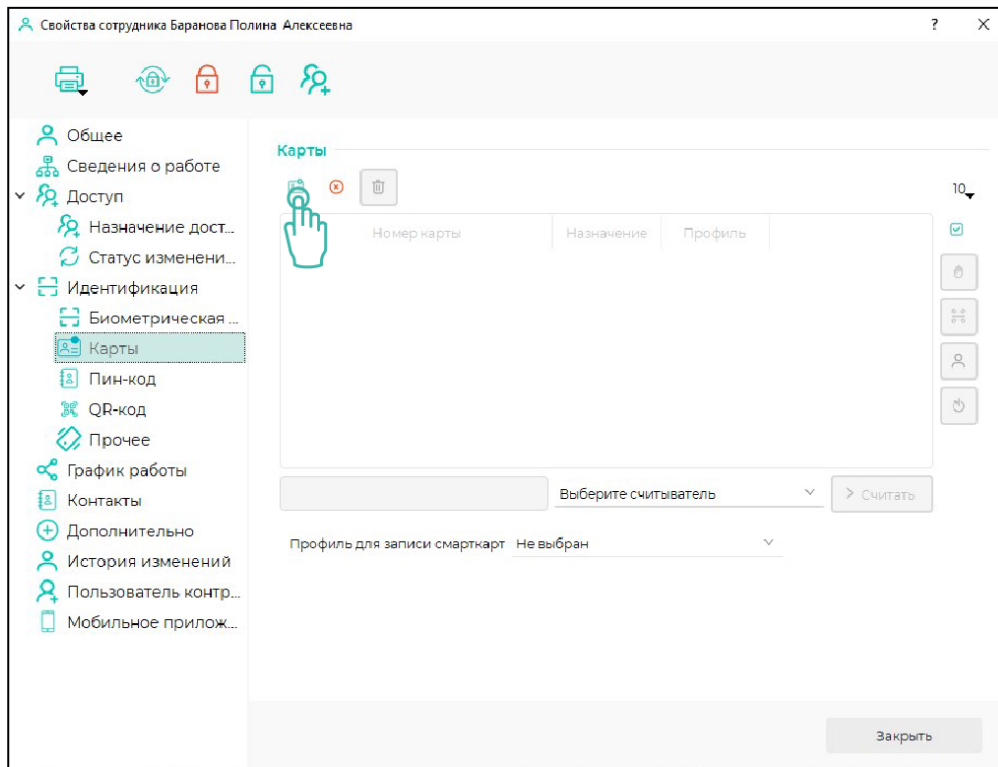 Свойства сотрудника Баранова Полина Алексеевна
?
Общее
Сведения о работе
Доступ
Назначение дост...
Статус изменени...
Идентификация
Биометрическая ...
Карты
Пин-код
QR-код
Прочее
График работы
Контакты
Дополнительно
История изменений
Пользователь контр...
Мобильное прилож...
Карты
10
Номер карты Назначение Профиль
Выберите считыватель > Считать
Профиль для записи смарткарт Не выбран
Закрыть